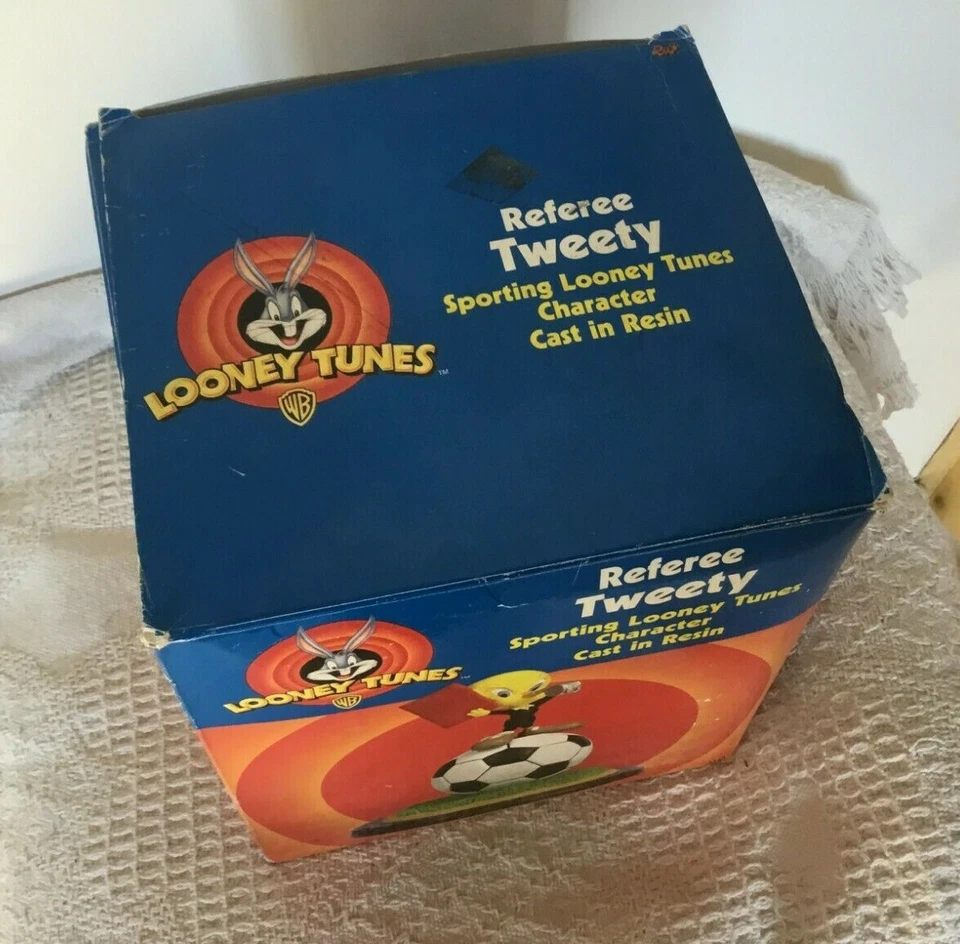 Referee
Tweety
Sporting Looney Tunes
Character
Cast in Resin
LOONEY TUNES
TM
WB
Referee
Tweety
Sporting Looney Tunes
Character
Cast in Resin
LOONEY TUNES
WB